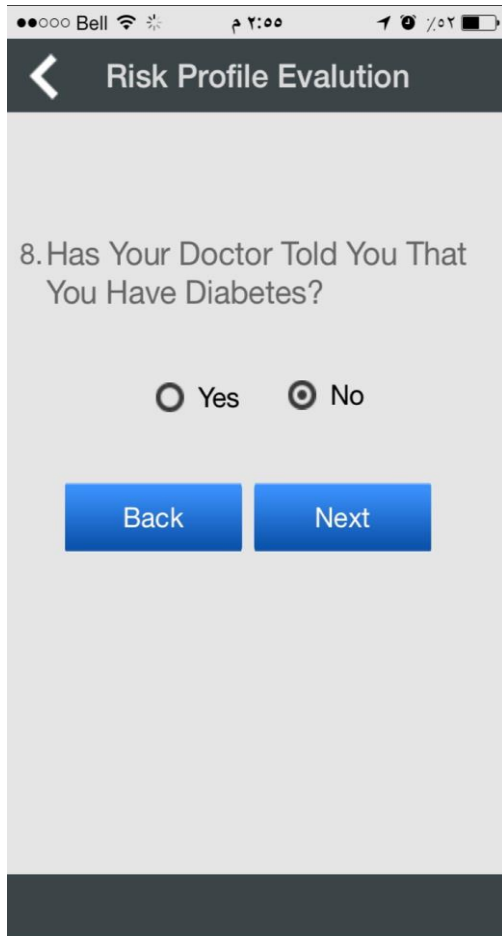 Bell ٢:٥٥ م ٪٥٢
Risk Profile Evalution
8. Has Your Doctor Told You That
You Have Diabetes?
Yes No
Back Next